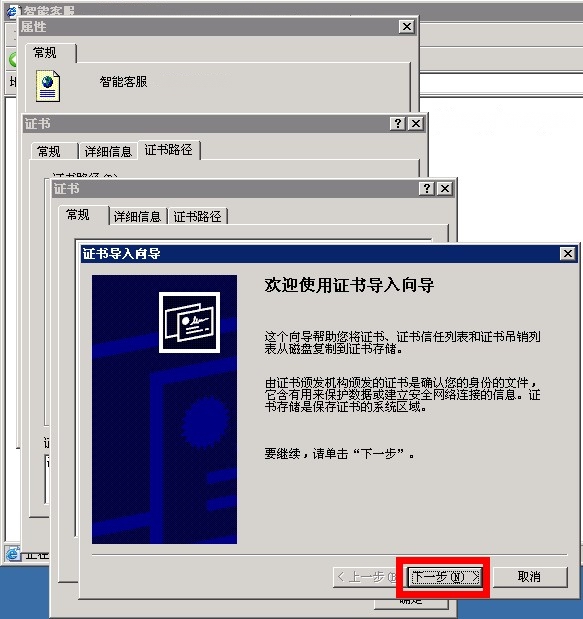 智能客服
属性
常规
智能客服
证书
常规
详细信息
证书路径
证书
常规
详细信息
证书路径
证书导入向导
欢迎使用证书导入向导
这个向导帮助您将证书、证书信任列表和证书吊销列
表从磁盘复制到证书存储。
由证书颁发机构颁发的证书是确认您的身份的文件，
它含有用来保护数据或建立安全网络连接的信息。证
书存储是保存证书的系统区域。
要继续，请单击“下一步”。
< 上一步(B
下一步(N) >
取消
确定